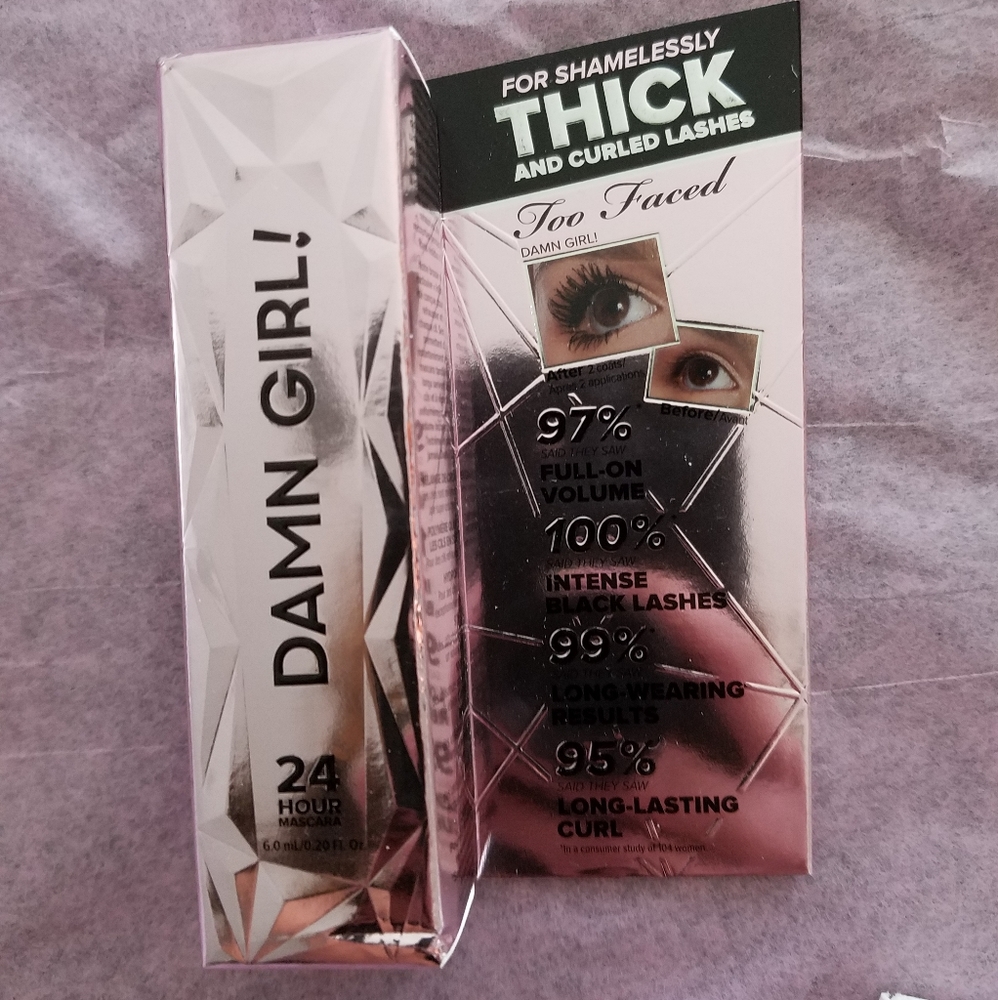 DAMN GIRL!
24
HOUR
MASCARA
6.0 mL/0.20 FL Oz
FOR SHAMELESSLY
THICK
AND CURLED LASHES
Too Faced
DAMN GIRL!
After 2 coats/
Après 2 applications
Before/Avant
97%*
SAID THEY SAW
FULL-ON
VOLUME
100%*
SAID THEY SAW
INTENSE
BLACK LASHES
99%*
SAID THEY SAW
LONG-WEARING
RESULTS
95%*
SAID THEY SAW
LONG-LASTING
CURL
*In a consumer study of 104 women.